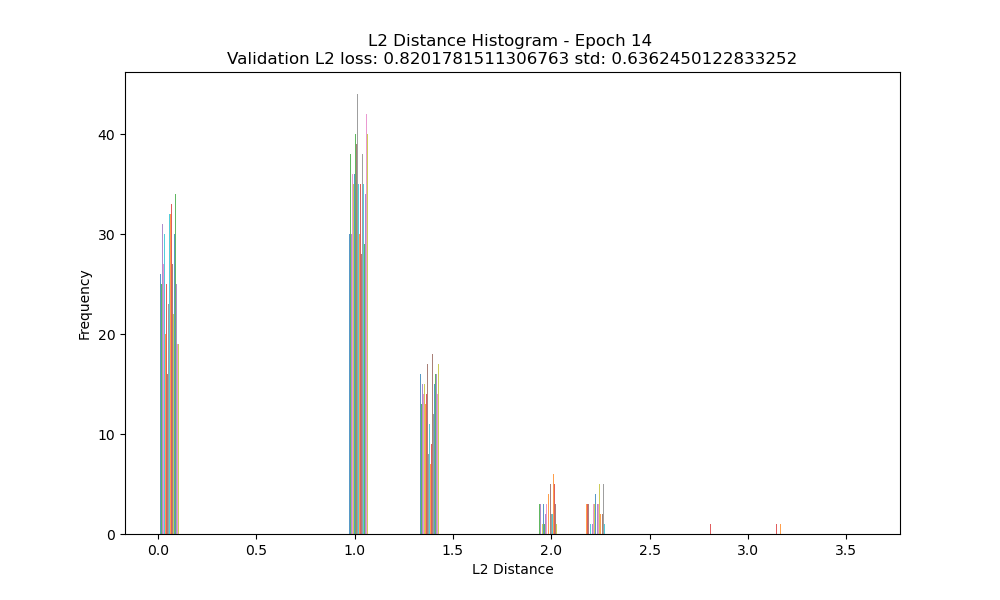 L2 Distance Histogram - Epoch 14
Validation L2 loss: 0.8201781511306763 std: 0.6362450122833252
Frequency
40
30
20
10
0
0.0 0.5 1.0 1.5 2.0 2.5 3.0 3.5
L2 Distance